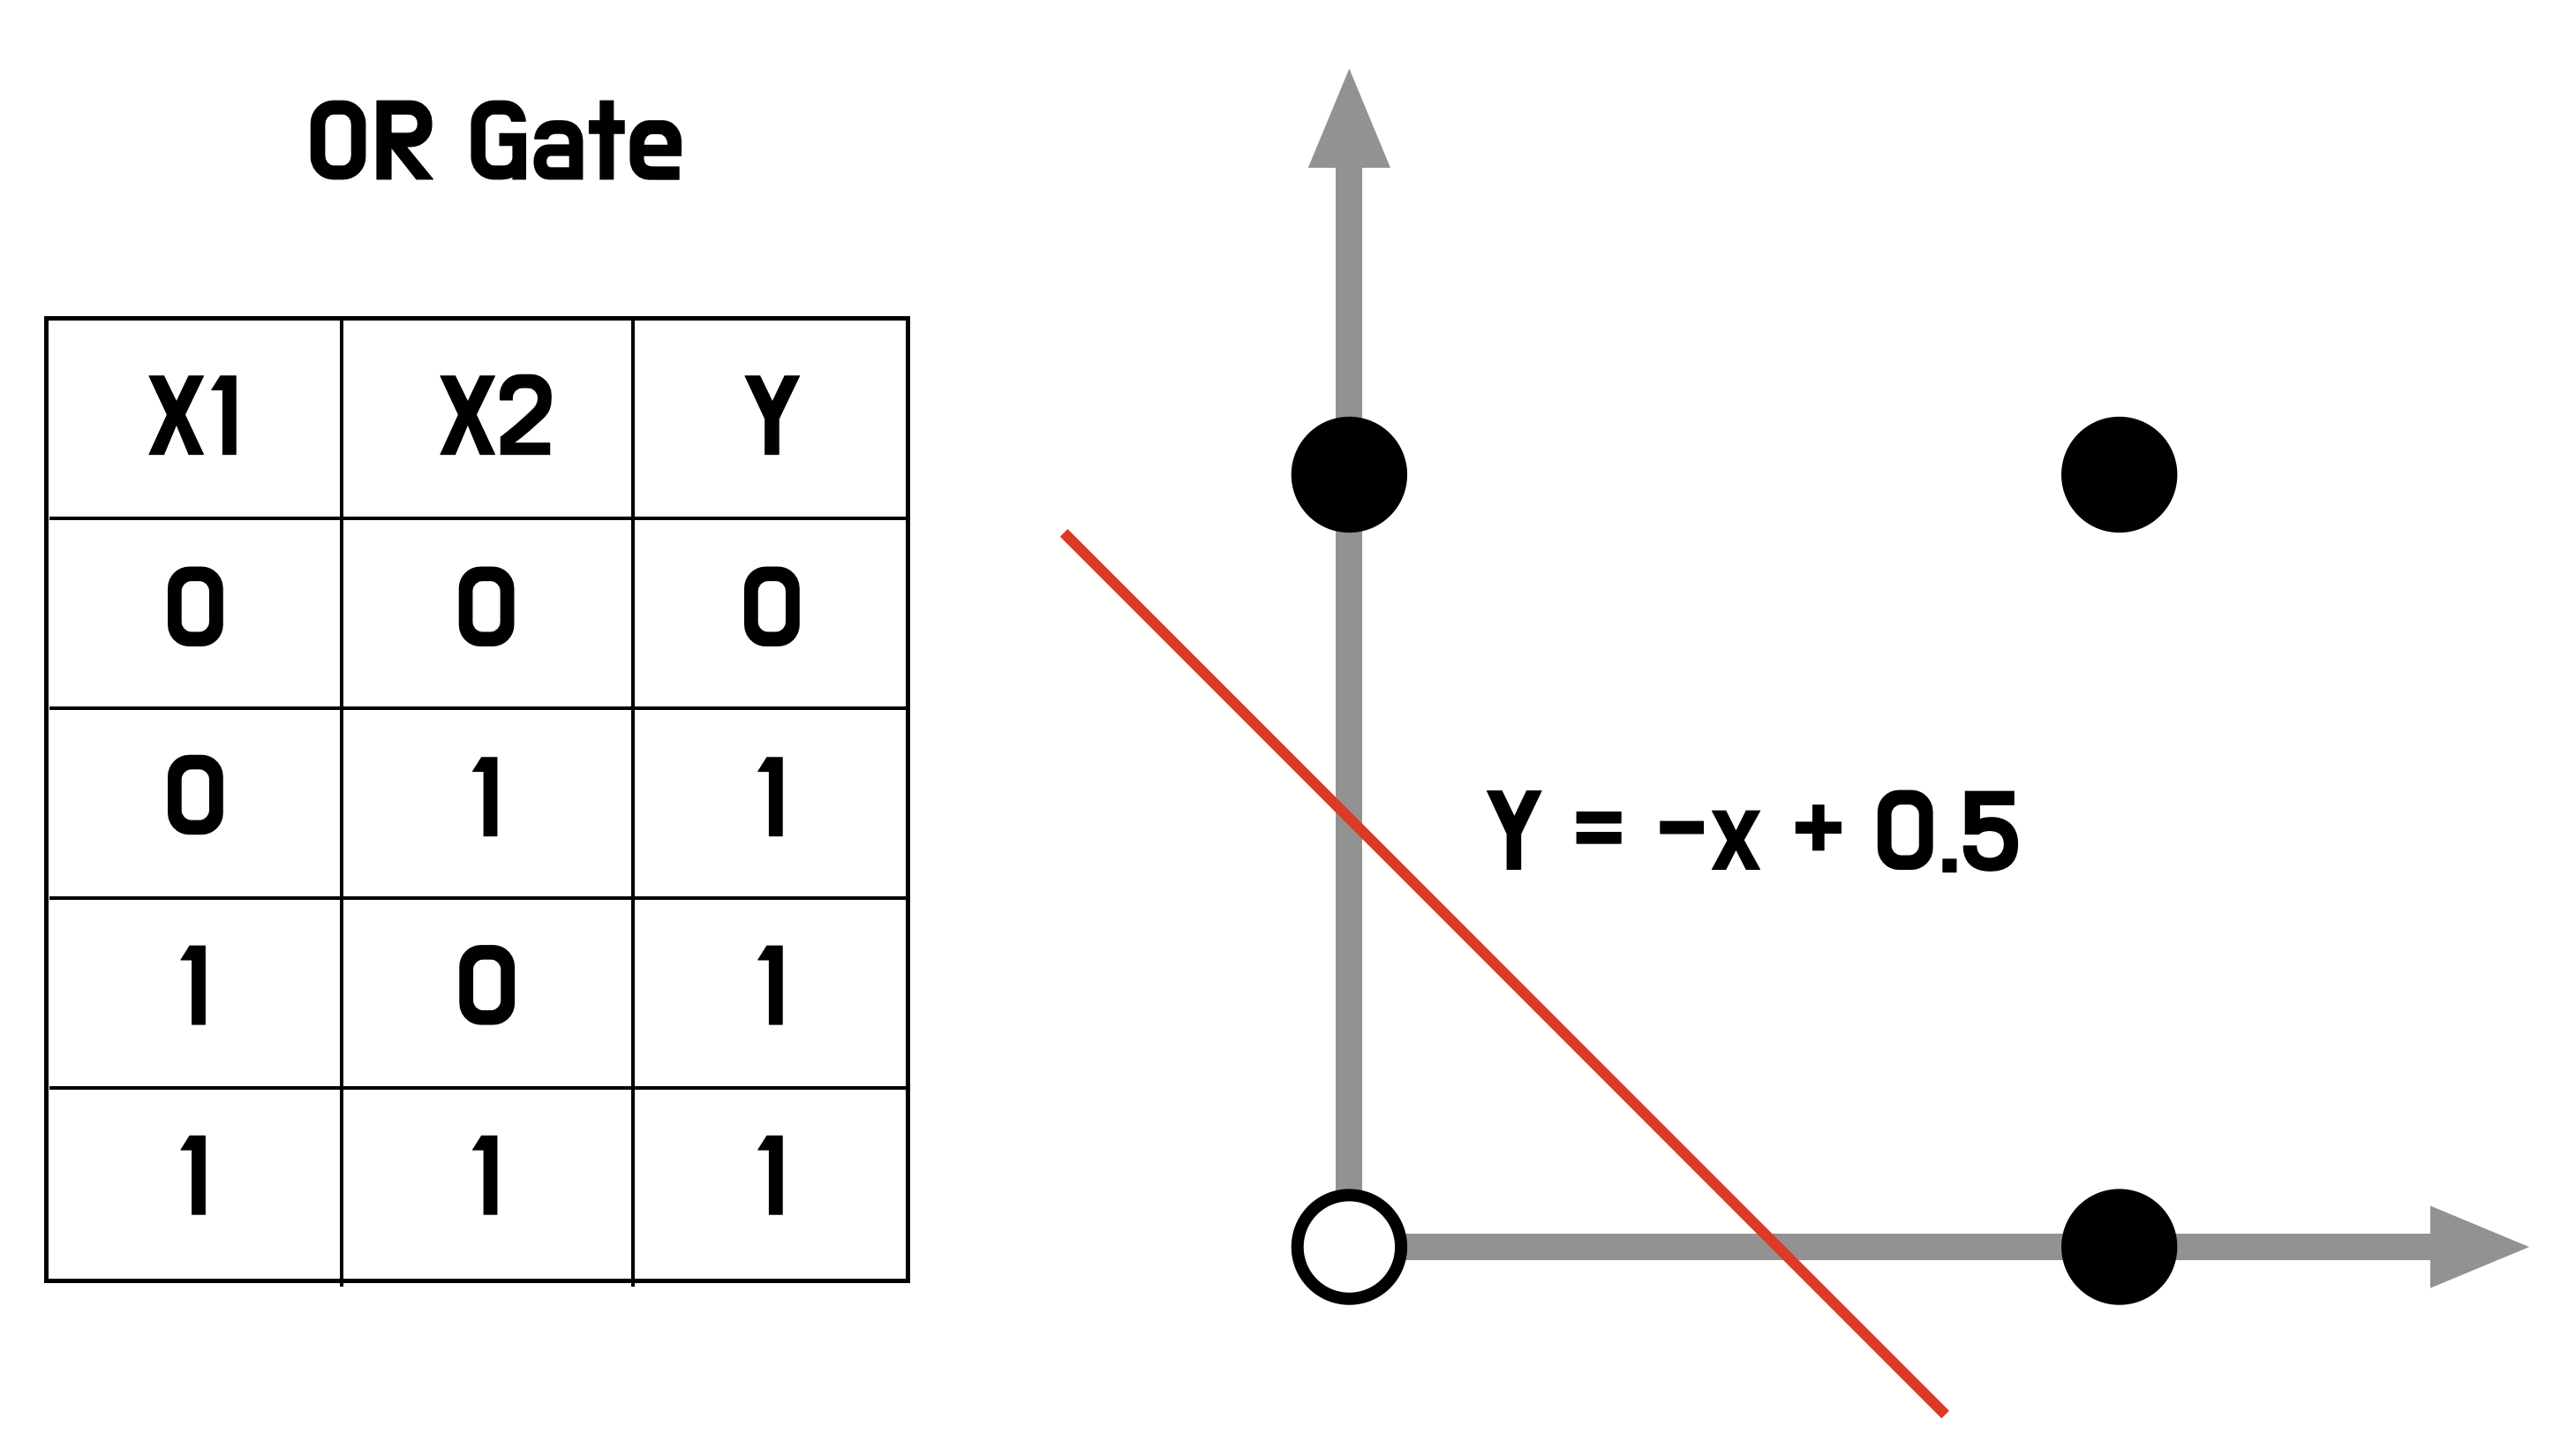 OR Gate
X1 X2 Y
0 0 0
0 1 1
1 0 1
1 1 1
Y = -x + 0.5